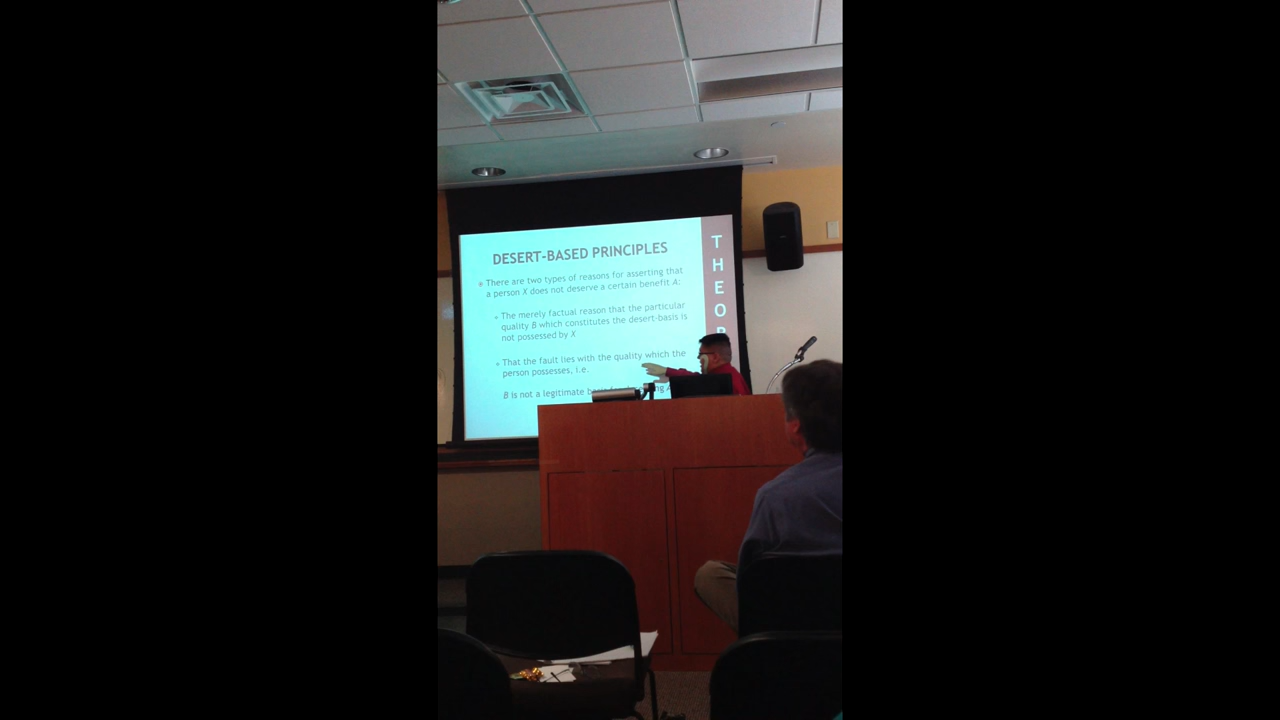 DESERT-BASED PRINCIPLES
There are two types of reasons for asserting that
a person X does not deserve a certain benefit A:
The merely factual reason that the particular
quality B which constitutes the desert-basis is
not possessed by X
That the fault lies with the quality which the
person possesses, i.e.
B is not a legitimate
T
H
E
O